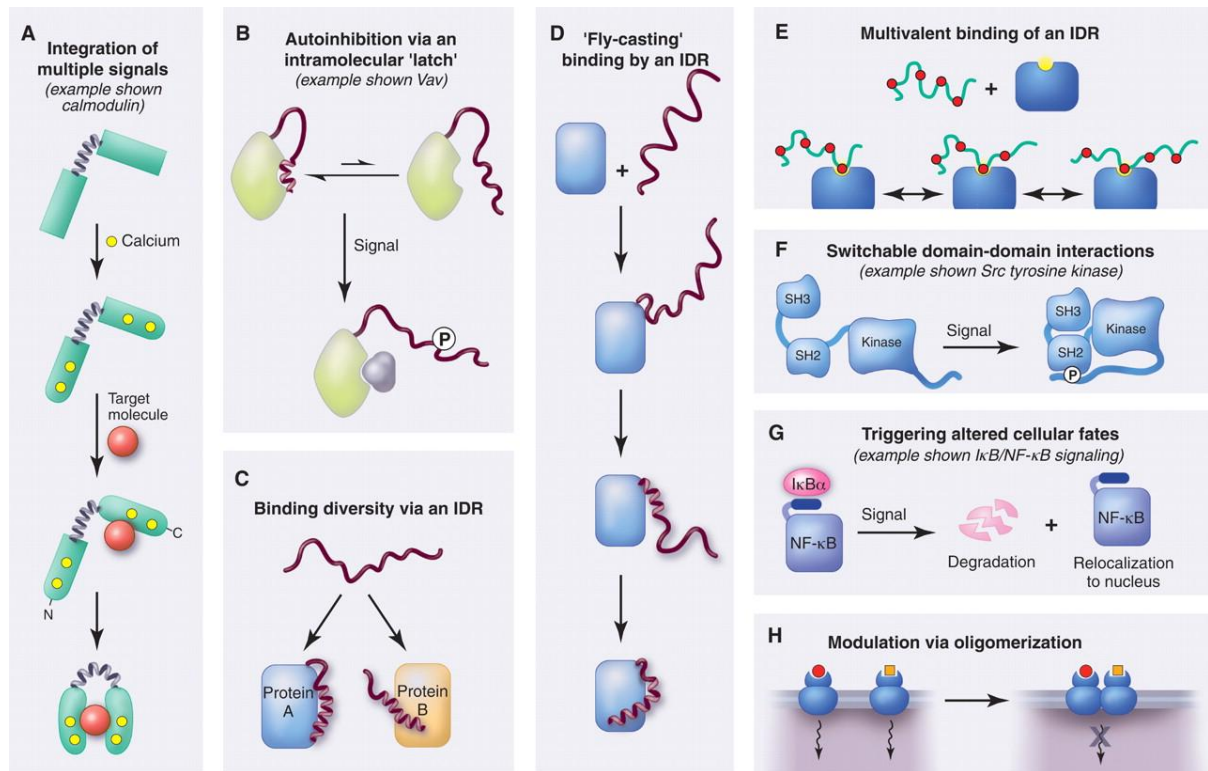 A
Integration of
multiple signals
(example shown
calmodulin)
Calcium
Target
molecule
C
N
B
Autoinhibition via an
intramolecular 'latch'
(example shown Vav)
Signal
P
C
Binding diversity via an IDR
Protein
A
Protein
B
D
'Fly-casting'
binding by an IDR
+
E
Multivalent binding of an IDR
+
F
Switchable domain-domain interactions
(example shown Src tyrosine kinase)
SH3
SH2
Kinase
Signal
SH3
SH2
Kinase
P
G
Triggering altered cellular fates
(example shown IκB/NF-κB signaling)
IκBα
NF-κB
Signal
Degradation
+
NF-κB
Relocalization
to nucleus
H
Modulation via oligomerization
X